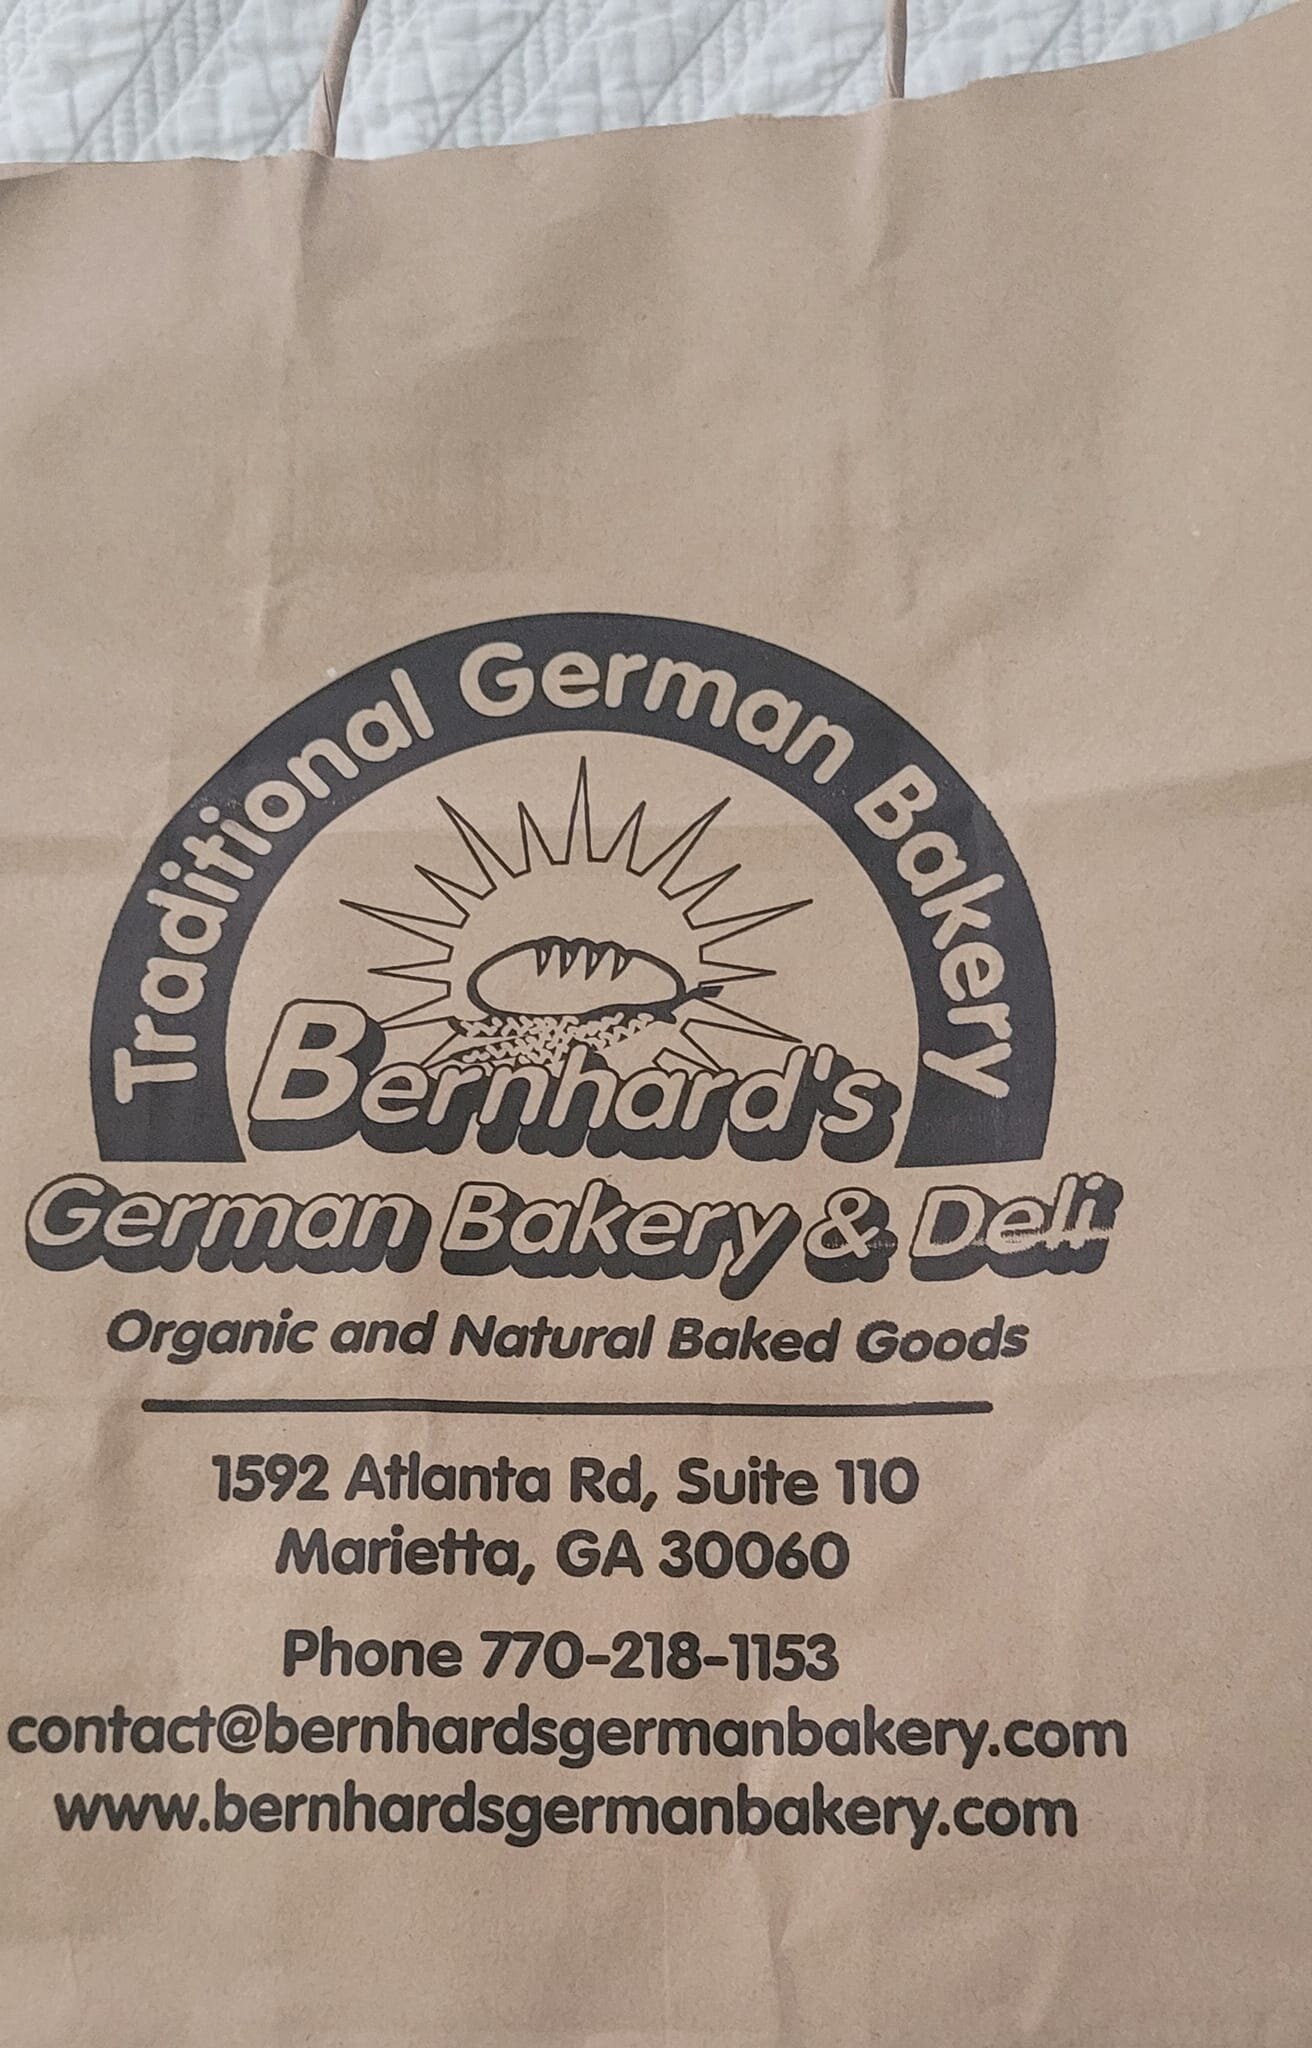 Traditional German Bakery
Bernhard's
German Bakery & Deli
Organic and Natural Baked Goods
1592 Atlanta Rd, Suite 110
Marietta, GA 30060
Phone 770-218-1153
contact@bernhardsgermanbakery.com
www.bernhardsgermanbakery.com